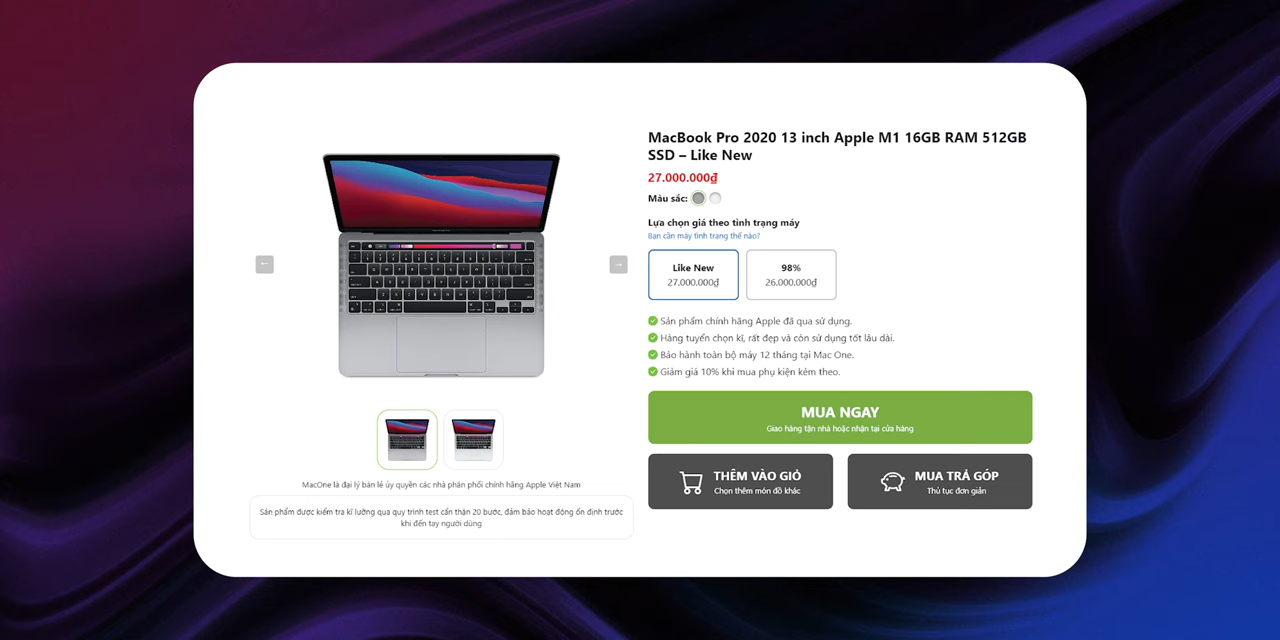 MacBook Pro 2020 13 inch Apple M1 16GB RAM 512GB
SSD – Like New
27.000.000₫
Màu sắc:
Lựa chọn giá theo tình trạng máy
Bạn cần máy tình trạng thế nào?
Like New
27.000.000₫
98%
26.000.000₫
Sản phẩm chính hãng Apple đã qua sử dụng.
Hàng tuyển chọn kĩ, rất đẹp và còn sử dụng tốt lâu dài.
Bảo hành toàn bộ máy 12 tháng tại Mac One.
Giảm giá 10% khi mua phụ kiện kèm theo.
MUA NGAY
Giao hàng tận nhà hoặc nhận tại cửa hàng
THÊM VÀO GIỎ
Chọn thêm món đồ khác
MUA TRẢ GÓP
Thủ tục đơn giản
MacOne là đại lý bán lẻ ủy quyền các nhà phân phối chính hãng Apple Việt Nam
Sản phẩm được kiểm tra kĩ lưỡng qua quy trình test cẩn thận 20 bước, đảm bảo hoạt động ổn định trước
khi đến tay người dùng